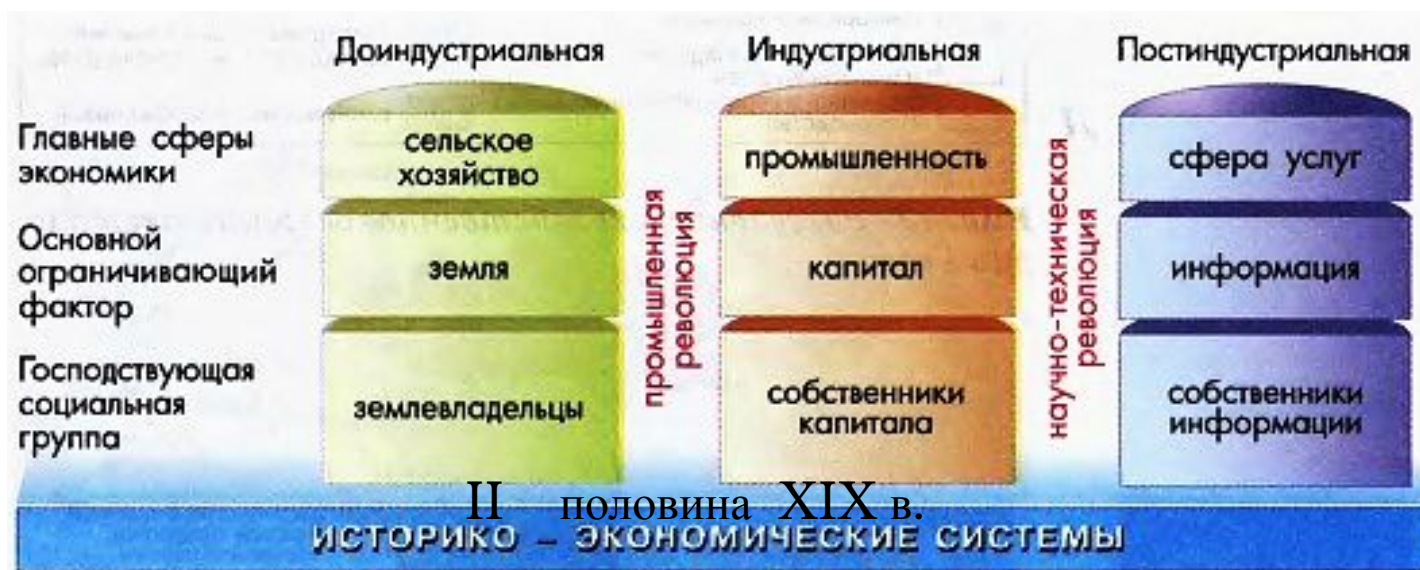 Доиндустриальная
Индустриальная
Постиндустриальная
Главные сферы
экономики
сельское
хозяйство
промышленность
сфера услуг
Основной
ограничивающий
фактор
земля
капитал
информация
Господствующая
социальная
группа
землевладельцы
собственники
капитала
собственники
информации
промышленная
революция
научно-техническая
революция
II половина XIX в.
ИСТОРИКО – ЭКОНОМИЧЕСКИЕ СИСТЕМЫ